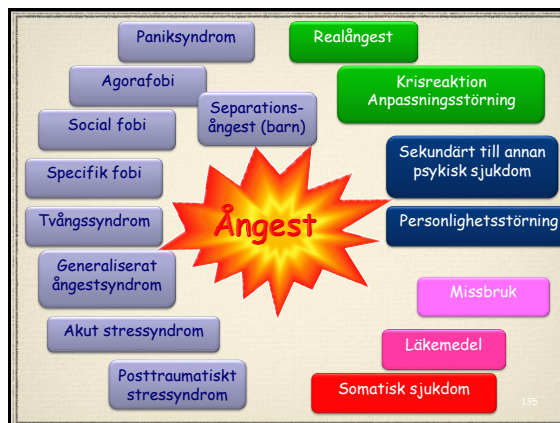 Paniksyndrom
Realångest
Agorafobi
Krisreaktion
Anpassningsstörning
Separations-
ångest (barn)
Social fobi
Sekundärt till annan
psykisk sjukdom
Specifik fobi
Tvångssyndrom
Ångest
Personlighetsstörning
Generaliserat
ångestsyndrom
Missbruk
Akut stressyndrom
Läkemedel
Posttraumatiskt
stressyndrom
Somatisk sjukdom
135